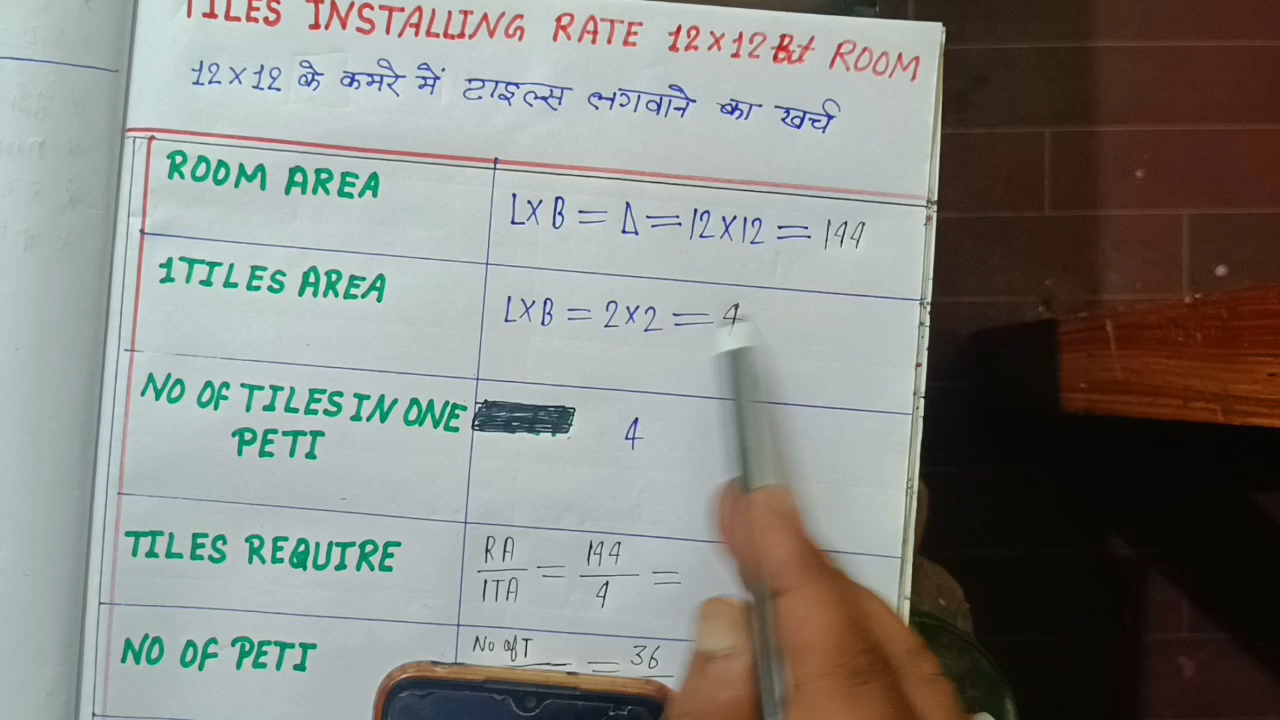 TILES INSTALLING RATE 12×12 But ROOM
12×12 के कमरे में टाइल्स लगवाने का खर्च
ROOM AREA
L×B = Δ = 12×12 = 144
1TILES AREA
L×B = 2×2 = 4
NO OF TILES IN ONE
PETI
4
TILES REQUIRE
RA
1TA
=
144
4
=
NO OF PETI
No of T
= 36